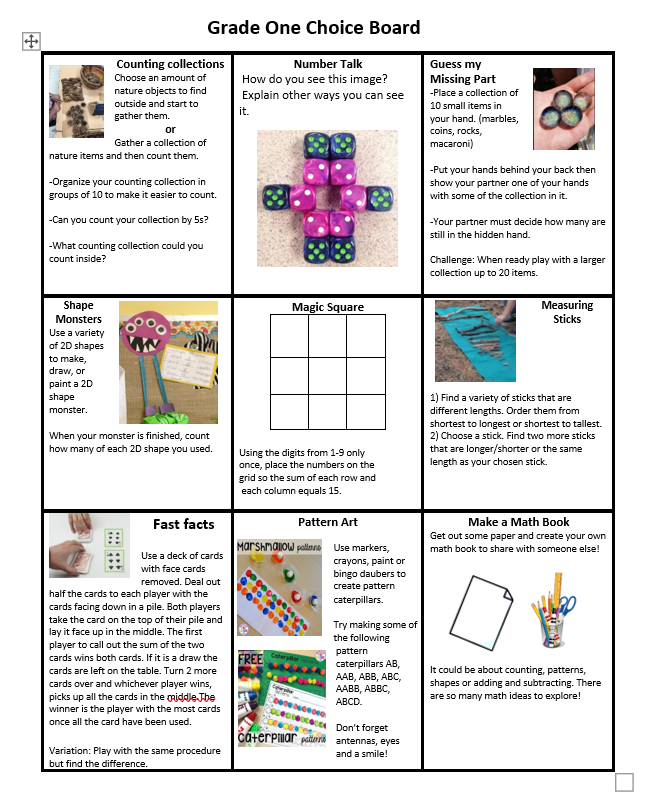 Grade One Choice Board
Counting collections
Choose an amount of
nature objects to find
outside and start to
gather them.
or
Gather a collection of
nature items and then count them.
-Organize your counting collection in
groups of 10 to make it easier to count.
-Can you count your collection by 5s?
-What counting collection could you
count inside?
Number Talk
How do you see this image?
Explain other ways you can see
it.
Guess my
Missing Part
-Place a collection of
10 small items in
your hand. (marbles,
coins, rocks,
macaroni)
-Put your hands behind your back then
show your partner one of your hands
with some of the collection in it.
-Your partner must decide how many are
still in the hidden hand.
Challenge: When ready play with a larger
collection up to 20 items.
Shape
Monsters
Use a variety
of 2D shapes
to make,
draw, or
paint a 2D
shape
monster.
When your monster is finished, count
how many of each 2D shape you used.
Magic Square
Using the digits from 1-9 only
once, place the numbers on the
grid so the sum of each row and
each column equals 15.
Measuring
Sticks
1) Find a variety of sticks that are
different lengths. Order them from
shortest to longest or shortest to tallest.
2) Choose a stick. Find two more sticks
that are longer/shorter or the same
length as your chosen stick.
Fast facts
Use a deck of cards
with face cards
removed. Deal out
half the cards to each player with the
cards facing down in a pile. Both players
take the card on the top of their pile and
lay it face up in the middle. The first
player to call out the sum of the two
cards wins both cards. If it is a draw the
cards are left on the table. Turn 2 more
cards over and whichever player wins,
picks up all the cards in the middle.The
winner is the player with the most cards
once all the card have been used.
Variation: Play with the same procedure
but find the difference.
Pattern Art
MARSHMALLOW patterns
Use markers,
crayons, paint or
bingo daubers to
create pattern
caterpillars.
Try making some of
the following
pattern
caterpillars AB,
AAB, ABB, ABC,
AABB, ABBC,
ABCD.
Don't forget
antennas, eyes
and a smile!
FREE
Caterpillar
CATERPILLAR patterns
Make a Math Book
Get out some paper and create your own
math book to share with someone else!
It could be about counting, patterns,
shapes or adding and subtracting. There
are so many math ideas to explore!